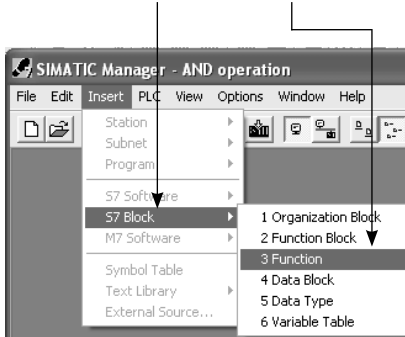 SIMATIC Manager - AND operation
File Edit Insert PLC View Options Window Help
Station
Subnet
Program
S7 Software
S7 Block
M7 Software
Symbol Table
Text Library
External Source...
1 Organization Block
2 Function Block
3 Function
4 Data Block
5 Data Type
6 Variable Table